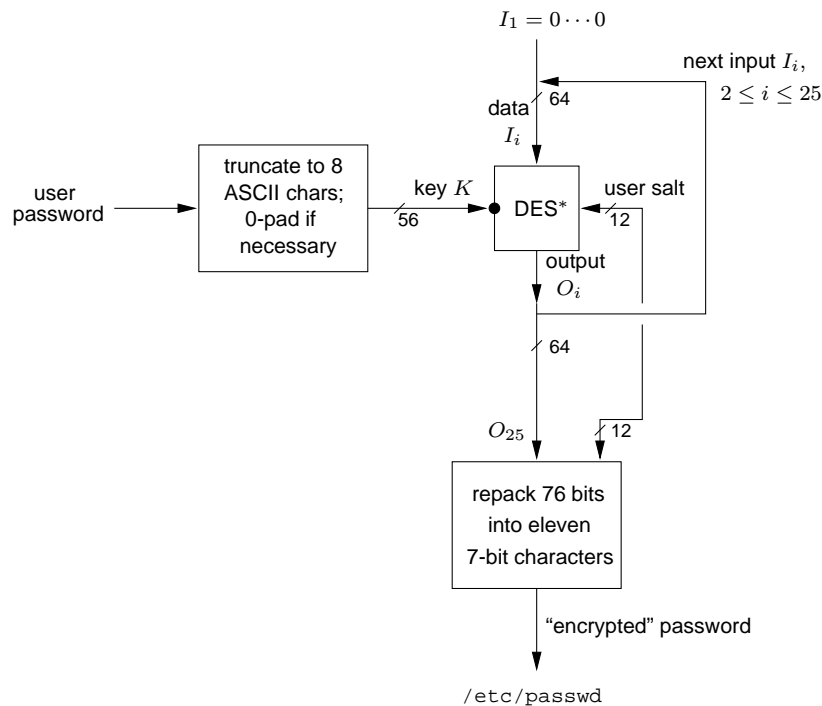 I₁ = 0 · · · 0
next input Iᵢ,
2 ≤ i ≤ 25
64
data
Iᵢ
truncate to 8
ASCII chars;
0-pad if
necessary
user
password
key K
56
DES*
user salt
12
output
Oᵢ
64
O₂₅
12
repack 76 bits
into eleven
7-bit characters
“encrypted” password
/etc/passwd